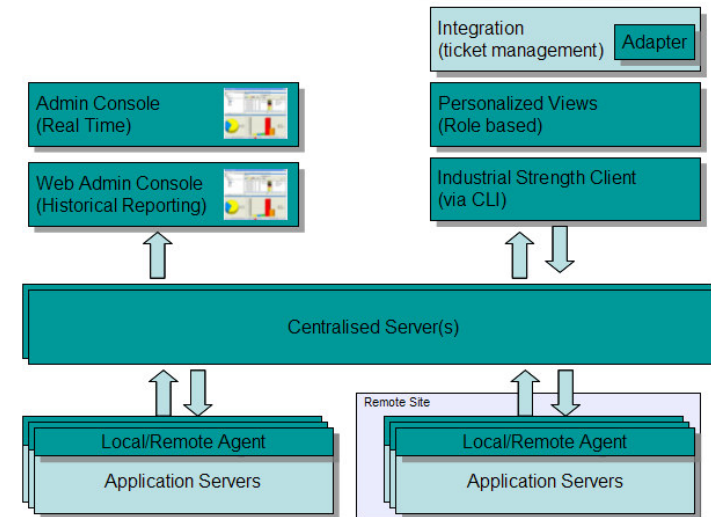 Integration
(ticket management)
Adapter
Admin Console
(Real Time)
Personalized Views
(Role based)
Web Admin Console
(Historical Reporting)
Industrial Strength Client
(via CLI)
Centralised Server(s)
Remote Site
Local/Remote Agent
Application Servers
Local/Remote Agent
Application Servers